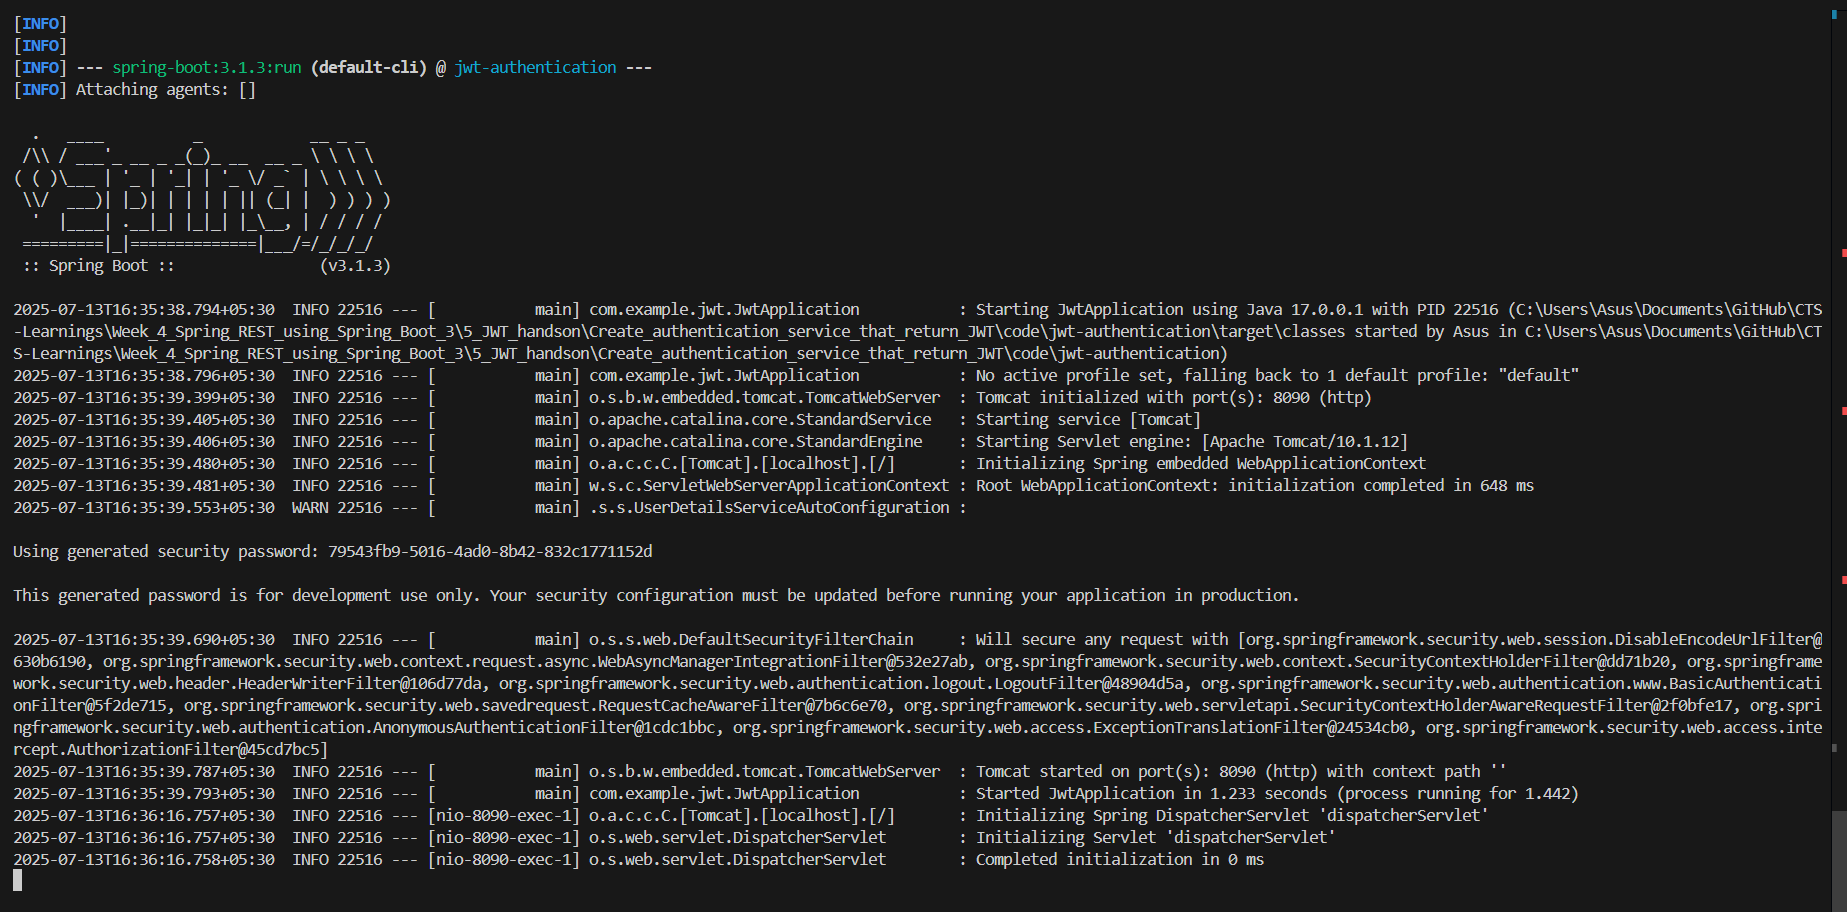 [INFO]
[INFO]
[INFO] --- spring-boot:3.1.3:run (default-cli) @ jwt-authentication ---
[INFO] Attaching agents: []

  .   ____          _            __ _ _
 /\\ / ___'_ __ _ _(_)_ __  __ _ \ \ \ \
( ( )\___ | '_ | '_| | '_ \/ _` | \ \ \ \
 \\/  ___)| |_)| | | | | || (_| |  ) ) ) )
  '  |____| .__|_| |_|_| |_\__, | / / / /
 =========|_|==============|___/=/_/_/_/
 :: Spring Boot ::                (v3.1.3)

2025-07-13T16:35:38.794+05:30  INFO 22516 --- [           main] com.example.jwt.JwtApplication           : Starting JwtApplication using Java 17.0.0.1 with PID 22516 (C:\Users\Asus\Documents\GitHub\CTS
-Learnings\Week_4_Spring_REST_using_Spring_Boot_3\5_JWT_handson\Create_authentication_service_that_return_JWT\code\jwt-authentication\target\classes started by Asus in C:\Users\Asus\Documents\GitHub\CT
S-Learnings\Week_4_Spring_REST_using_Spring_Boot_3\5_JWT_handson\Create_authentication_service_that_return_JWT\code\jwt-authentication)
2025-07-13T16:35:38.796+05:30  INFO 22516 --- [           main] com.example.jwt.JwtApplication           : No active profile set, falling back to 1 default profile: "default"
2025-07-13T16:35:39.399+05:30  INFO 22516 --- [           main] o.s.b.w.embedded.tomcat.TomcatWebServer  : Tomcat initialized with port(s): 8090 (http)
2025-07-13T16:35:39.405+05:30  INFO 22516 --- [           main] o.apache.catalina.core.StandardService   : Starting service [Tomcat]
2025-07-13T16:35:39.406+05:30  INFO 22516 --- [           main] o.apache.catalina.core.StandardEngine    : Starting Servlet engine: [Apache Tomcat/10.1.12]
2025-07-13T16:35:39.480+05:30  INFO 22516 --- [           main] o.a.c.c.C.[Tomcat].[localhost].[/]       : Initializing Spring embedded WebApplicationContext
2025-07-13T16:35:39.481+05:30  INFO 22516 --- [           main] w.s.c.ServletWebServerApplicationContext : Root WebApplicationContext: initialization completed in 648 ms
2025-07-13T16:35:39.553+05:30  WARN 22516 --- [           main] .s.s.UserDetailsServiceAutoConfiguration :

Using generated security password: 79543fb9-5016-4ad0-8b42-832c1771152d

This generated password is for development use only. Your security configuration must be updated before running your application in production.

2025-07-13T16:35:39.690+05:30  INFO 22516 --- [           main] o.s.s.web.DefaultSecurityFilterChain     : Will secure any request with [org.springframework.security.web.session.DisableEncodeUrlFilter@
630b6190, org.springframework.security.web.context.request.async.WebAsyncManagerIntegrationFilter@532e27ab, org.springframework.security.web.context.SecurityContextHolderFilter@dd71b20, org.springframe
work.security.web.header.HeaderWriterFilter@106d77da, org.springframework.security.web.authentication.logout.LogoutFilter@48904d5a, org.springframework.security.web.authentication.www.BasicAuthenticati
onFilter@5f2de715, org.springframework.security.web.savedrequest.RequestCacheAwareFilter@7b6c6e70, org.springframework.security.web.servletapi.SecurityContextHolderAwareRequestFilter@2f0bfe17, org.spri
ngframework.security.web.authentication.AnonymousAuthenticationFilter@1cdc1bbc, org.springframework.security.web.access.ExceptionTranslationFilter@24534cb0, org.springframework.security.web.access.inte
rcept.AuthorizationFilter@45cd7bc5]
2025-07-13T16:35:39.787+05:30  INFO 22516 --- [           main] o.s.b.w.embedded.tomcat.TomcatWebServer  : Tomcat started on port(s): 8090 (http) with context path ''
2025-07-13T16:35:39.793+05:30  INFO 22516 --- [           main] com.example.jwt.JwtApplication           : Started JwtApplication in 1.233 seconds (process running for 1.442)
2025-07-13T16:36:16.757+05:30  INFO 22516 --- [nio-8090-exec-1] o.a.c.c.C.[Tomcat].[localhost].[/]       : Initializing Spring DispatcherServlet 'dispatcherServlet'
2025-07-13T16:36:16.757+05:30  INFO 22516 --- [nio-8090-exec-1] o.s.web.servlet.DispatcherServlet        : Initializing Servlet 'dispatcherServlet'
2025-07-13T16:36:16.758+05:30  INFO 22516 --- [nio-8090-exec-1] o.s.web.servlet.DispatcherServlet        : Completed initialization in 0 ms